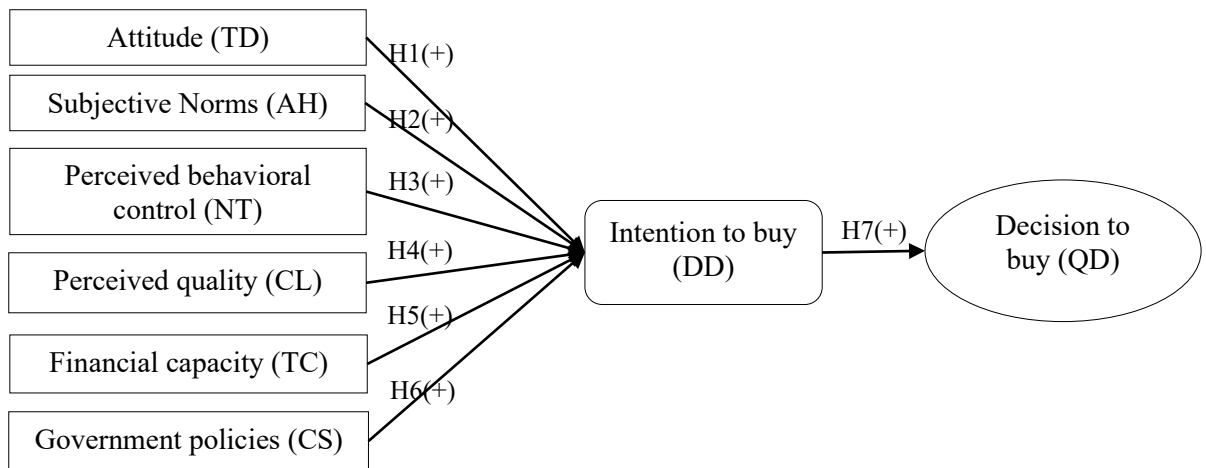 Attitude (TD)
H1(+)
Subjective Norms (AH)
H2(+)
Perceived behavioral
control (NT)
H3(+)
Perceived quality (CL)
H4(+)
Financial capacity (TC)
H5(+)
Government policies (CS)
H6(+)
Intention to buy
(DD)
H7(+)
Decision to
buy (QD)